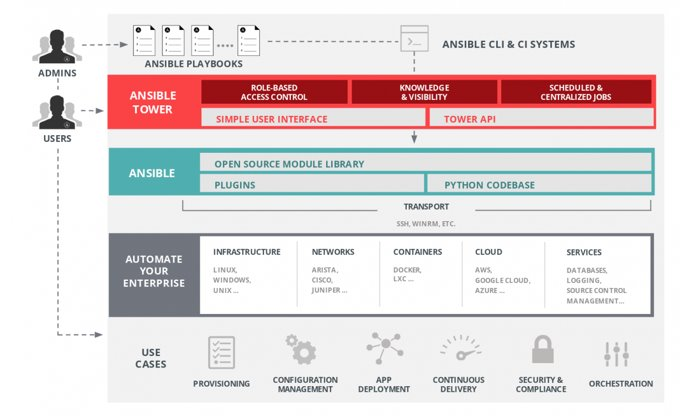 ADMINS
USERS
ANSIBLE PLAYBOOKS
ANSIBLE CLI & CI SYSTEMS
ANSIBLE
TOWER
ROLE-BASED
ACCESS CONTROL
KNOWLEDGE
& VISIBILITY
SCHEDULED &
CENTRALIZED JOBS
SIMPLE USER INTERFACE
TOWER API
ANSIBLE
OPEN SOURCE MODULE LIBRARY
PLUGINS
PYTHON CODEBASE
TRANSPORT
SSH, WINRM, ETC.
AUTOMATE
YOUR
ENTERPRISE
INFRASTRUCTURE
LINUX,
WINDOWS,
UNIX ...
NETWORKS
ARISTA,
CISCO,
JUNIPER ...
CONTAINERS
DOCKER,
LXC ...
CLOUD
AWS,
GOOGLE CLOUD,
AZURE ...
SERVICES
DATABASES,
LOGGING,
SOURCE CONTROL
MANAGEMENT...
USE
CASES
PROVISIONING
CONFIGURATION
MANAGEMENT
APP
DEPLOYMENT
CONTINUOUS
DELIVERY
SECURITY &
COMPLIANCE
ORCHESTRATION